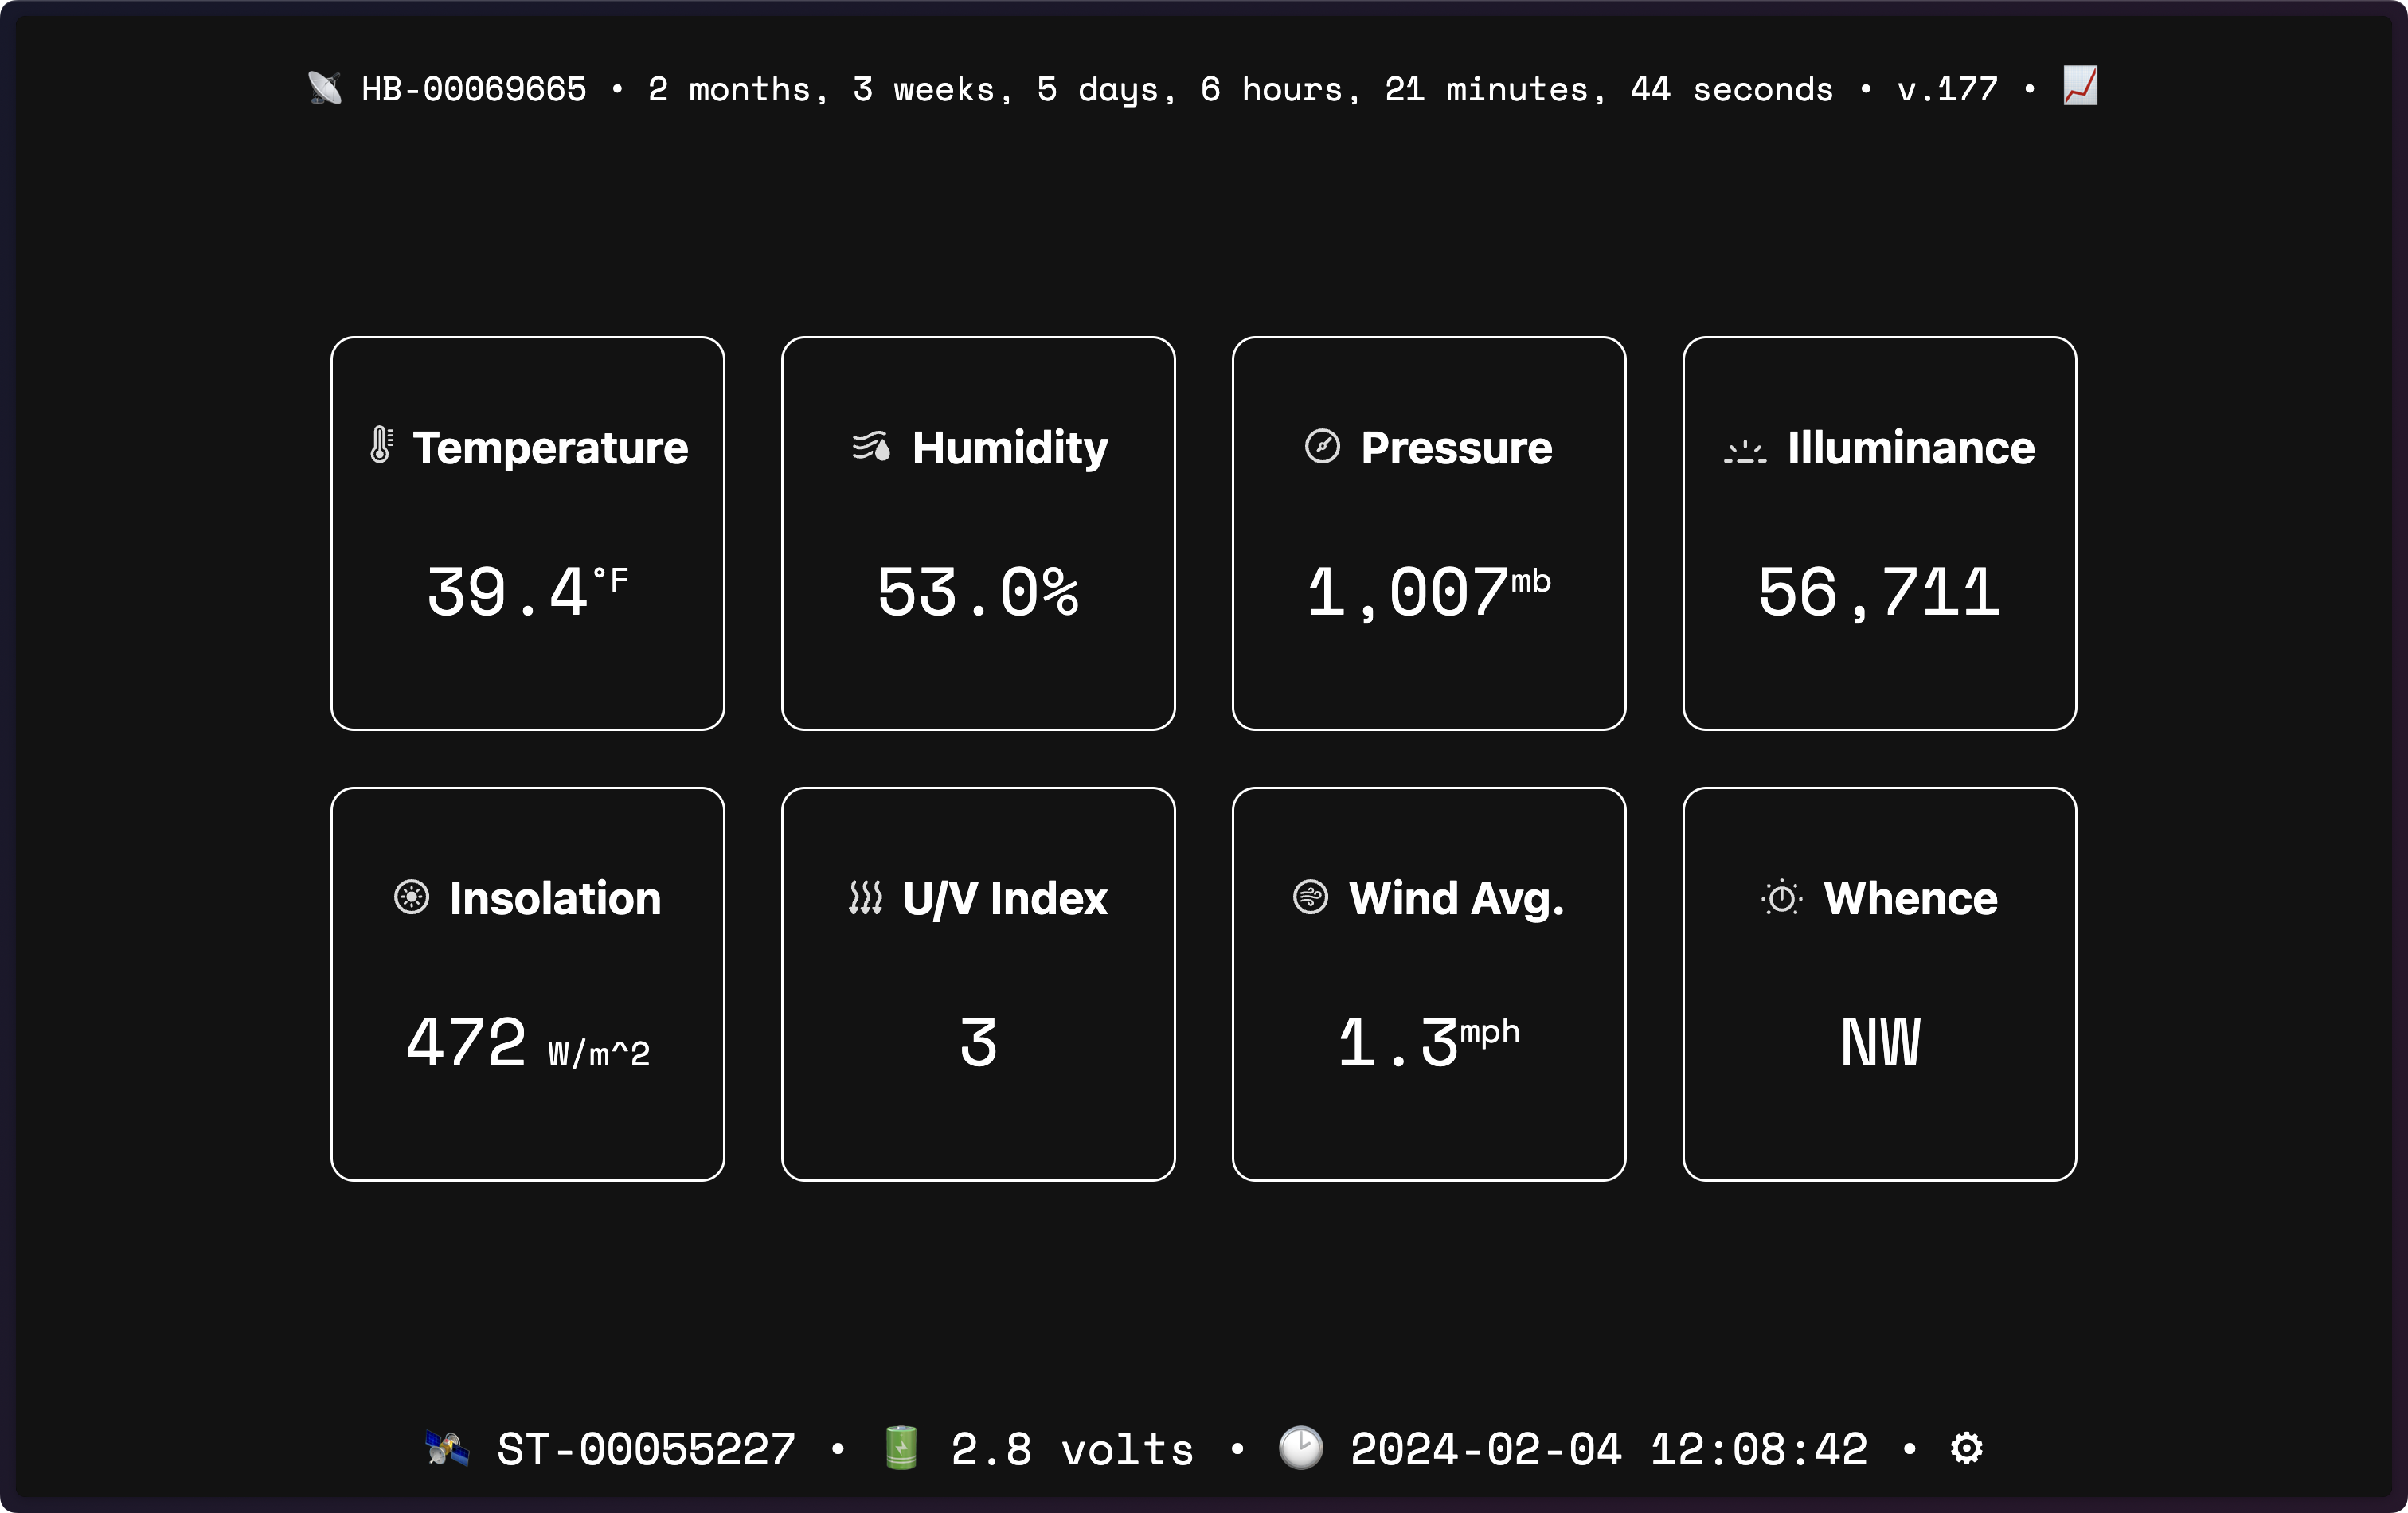 HB-00069665 • 2 months, 3 weeks, 5 days, 6 hours, 21 minutes, 44 seconds • v.177 •
Temperature
39.4°F
Humidity
53.0%
Pressure
1,007mb
Illuminance
56,711
Insolation
472 W/m^2
U/V Index
3
Wind Avg.
1.3mph
Whence
NW
ST-00055227 • 2.8 volts • 2024-02-04 12:08:42 •